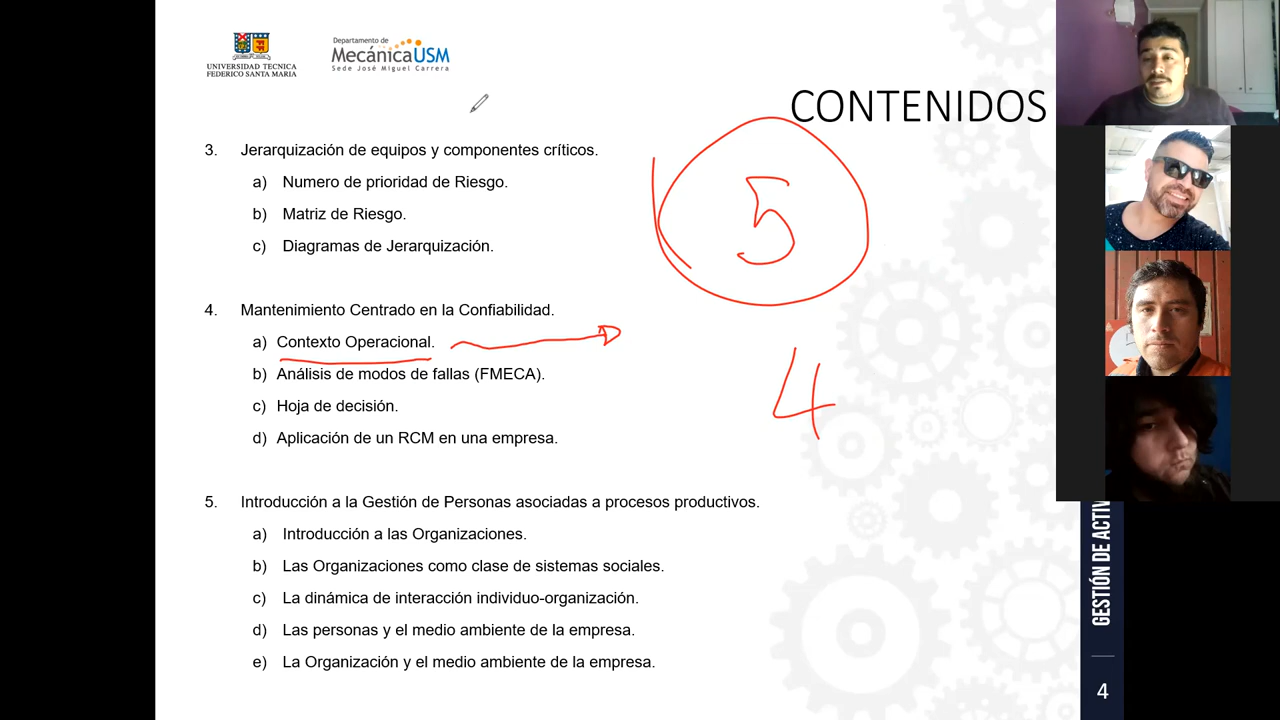 UNIVERSIDAD TECNICA
FEDERICO SANTA MARIA
Departamento de
MecánicaUSM
Sede José Miguel Carrera
CONTENIDOS
3. Jerarquización de equipos y componentes críticos.
a) Numero de prioridad de Riesgo.
b) Matriz de Riesgo.
c) Diagramas de Jerarquización.
5
4. Mantenimiento Centrado en la Confiabilidad.
a) Contexto Operacional.
b) Análisis de modos de fallas (FMECA).
c) Hoja de decisión.
d) Aplicación de un RCM en una empresa.
4
5. Introducción a la Gestión de Personas asociadas a procesos productivos.
a) Introducción a las Organizaciones.
b) Las Organizaciones como clase de sistemas sociales.
c) La dinámica de interacción individuo-organización.
d) Las personas y el medio ambiente de la empresa.
e) La Organización y el medio ambiente de la empresa.
GESTIÓN DE ACTIV
4